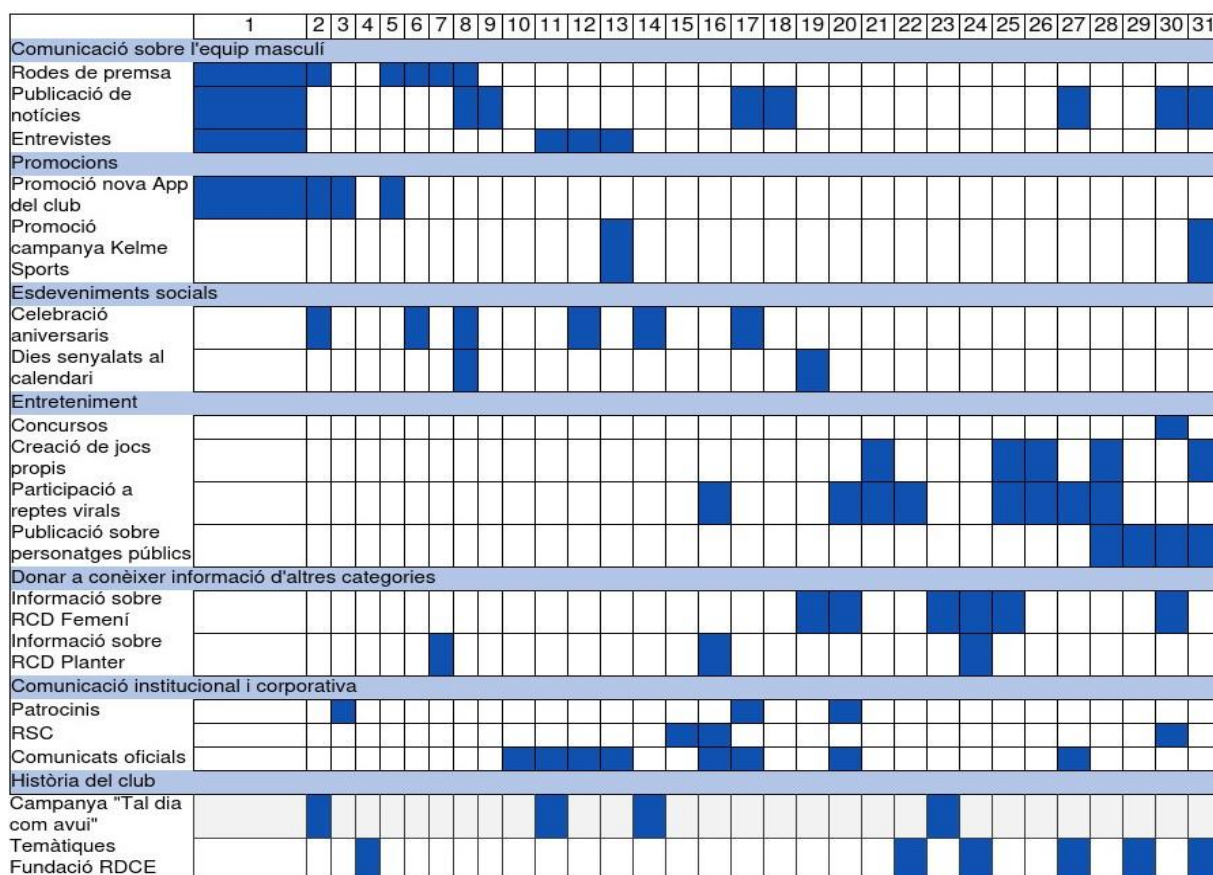 1 2 3 4 5 6 7 8 9 10 11 12 13 14 15 16 17 18 19 20 21 22 23 24 25 26 27 28 29 30 31
Comunicació sobre l'equip masculí
Rodes de premsa
Publicació de
notícies
Entrevistes
Promocions
Promoció nova App
del club
Promoció
campanya Kelme
Sports
Esdeveniments socials
Celebració
aniversaris
Dies senyalats al
calendari
Entreteniment
Concursos
Creació de jocs
propis
Participació a
reptes virals
Publicació sobre
personatges públics
Donar a conèixer informació d'altres categories
Informació sobre
RCD Femení
Informació sobre
RCD Planter
Comunicació institucional i corporativa
Patrocinis
RSC
Comunicats oficials
Història del club
Campanya "Tal dia
com avui"
Temàtiques
Fundació RDCE